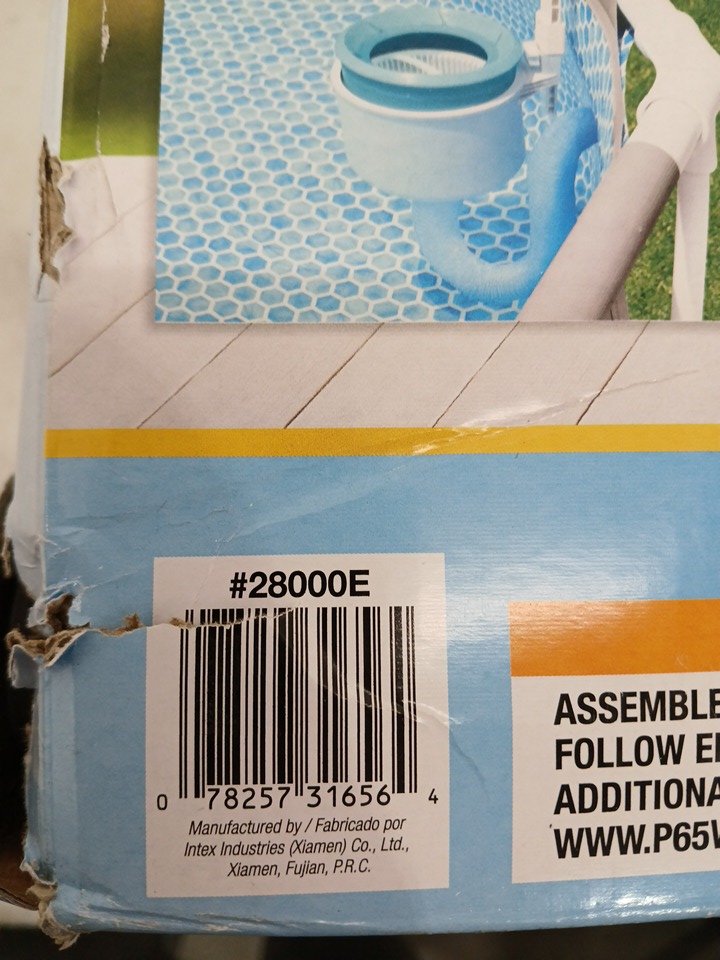 #28000E
0 78257 31656 4
Manufactured by / Fabricado por
Intex Industries (Xiamen) Co., Ltd.,
Xiamen, Fujian, P.R.C.
ASSEMBLE
FOLLOW
ADDITIONA
WWW.P65